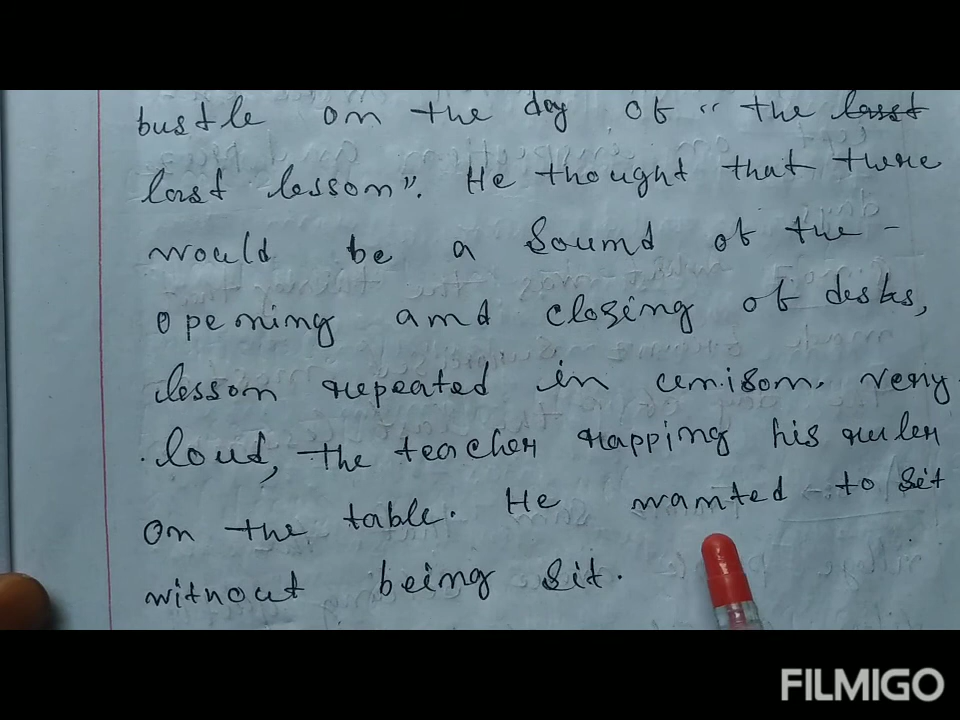 bustle on the day of "the last
last lesson". He thought that there
would be a sound of the -
opening and closing of desks,
lesson repeated in unison very
loud, the teacher rapping his ruler
on the table. He wanted to sit
without being sit.
FILMIGO